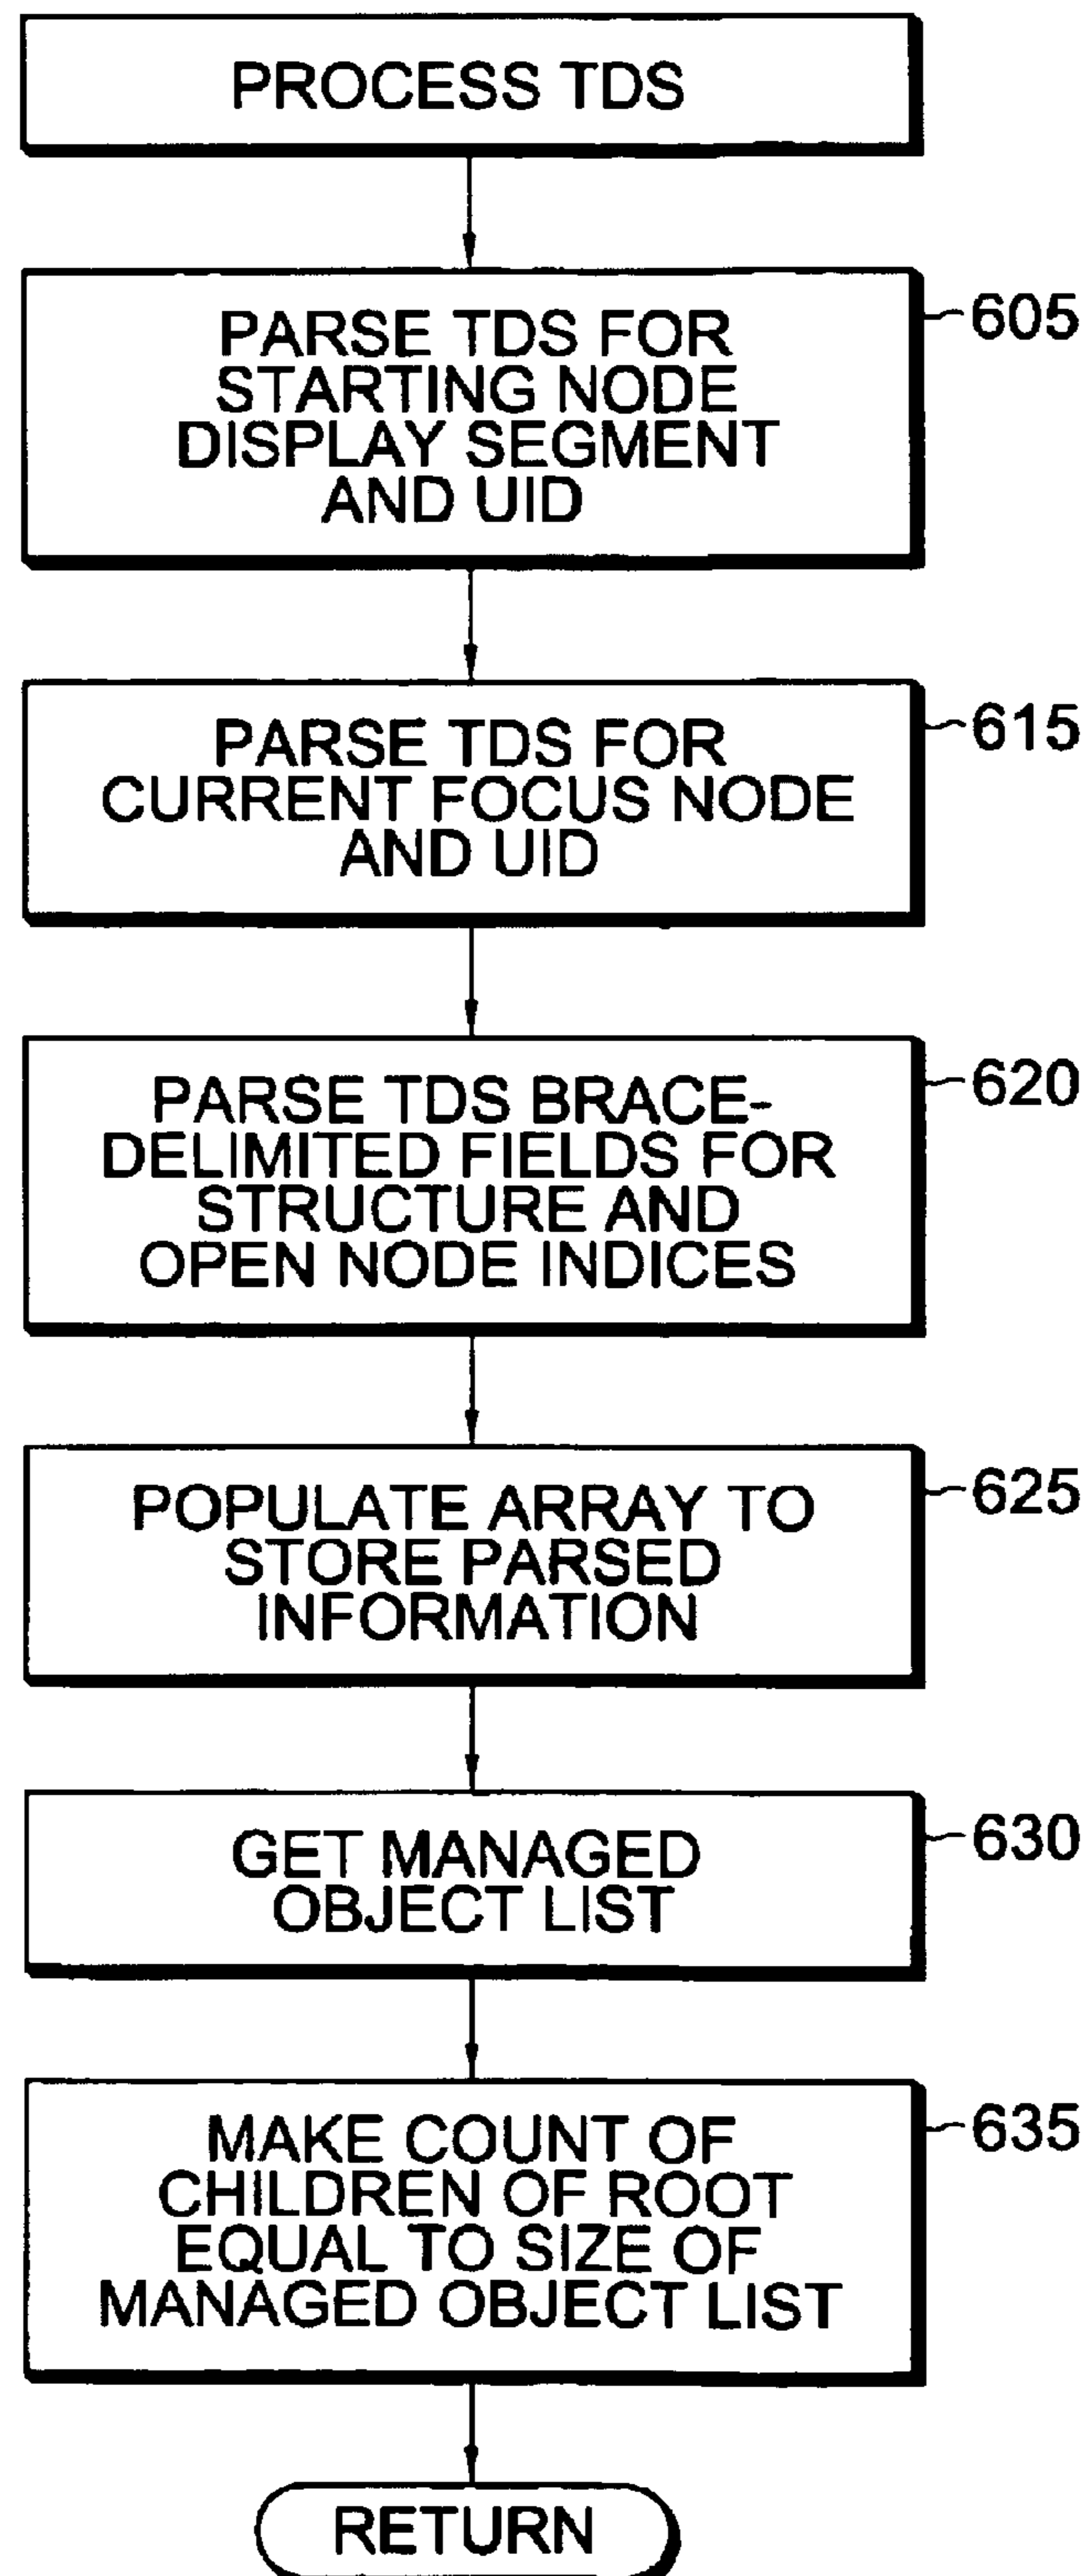 PROCESS TDS
PARSE TDS FOR
STARTING NODE
DISPLAY SEGMENT
AND UID
605
PARSE TDS FOR
CURRENT FOCUS NODE
AND UID
615
PARSE TDS BRACE-
DELIMITED FIELDS FOR
STRUCTURE AND
OPEN NODE INDICES
620
POPULATE ARRAY TO
STORE PARSED
INFORMATION
625
GET MANAGED
OBJECT LIST
630
MAKE COUNT OF
CHILDREN OF ROOT
EQUAL TO SIZE OF
MANAGED OBJECT LIST
635
RETURN